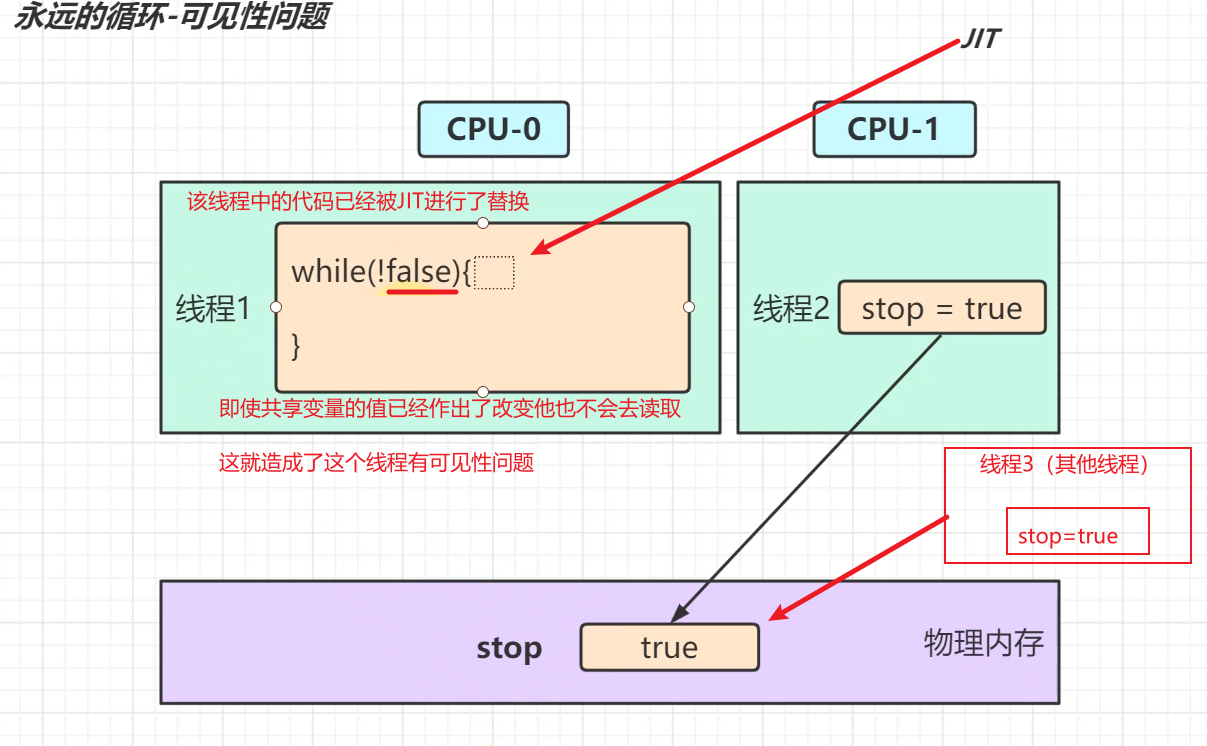 永远的循环-可见性问题
JIT
CPU-0
CPU-1
该线程中的代码已经被JIT进行了替换
while(!false){
}
线程1
即使共享变量的值已经作出了改变他也不会去读取
线程2
stop = true
这就造成了这个线程有可见性问题
线程3（其他线程）
stop=true
stop
true
物理内存